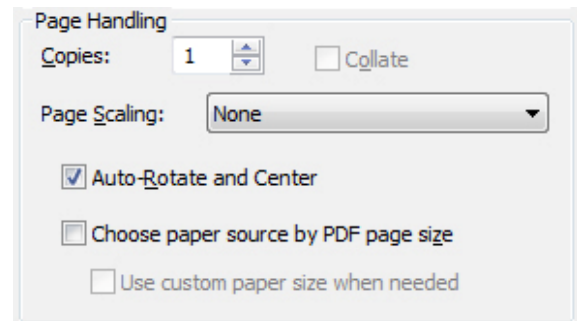 Page Handling
Copies: 1 Collate
Page Scaling: None
Auto-Rotate and Center
Choose paper source by PDF page size
Use custom paper size when needed